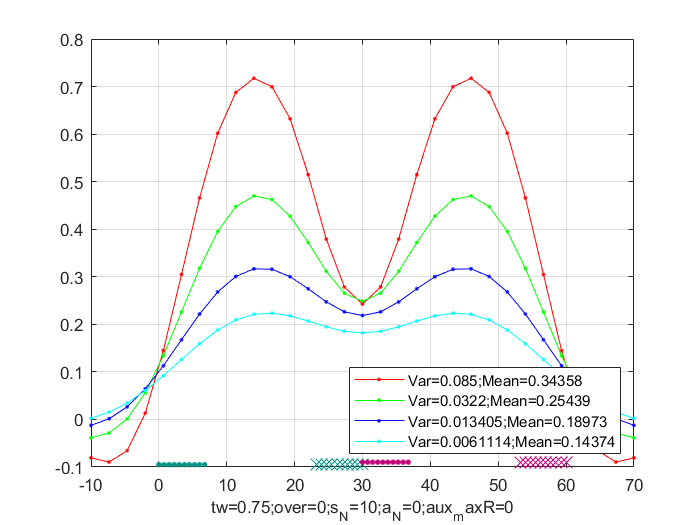 0.8
0.7
0.6
0.5
0.4
0.3
0.2
0.1
0
-0.1
Var=0.085;Mean=0.34358
Var=0.0322;Mean=0.25439
Var=0.013405;Mean=0.18973
Var=0.0061114;Mean=0.14374
-10 0 10 20 30 40 50 60 70
tw=0.75;over=0;s_N=10;a_N=0;aux_maxR=0